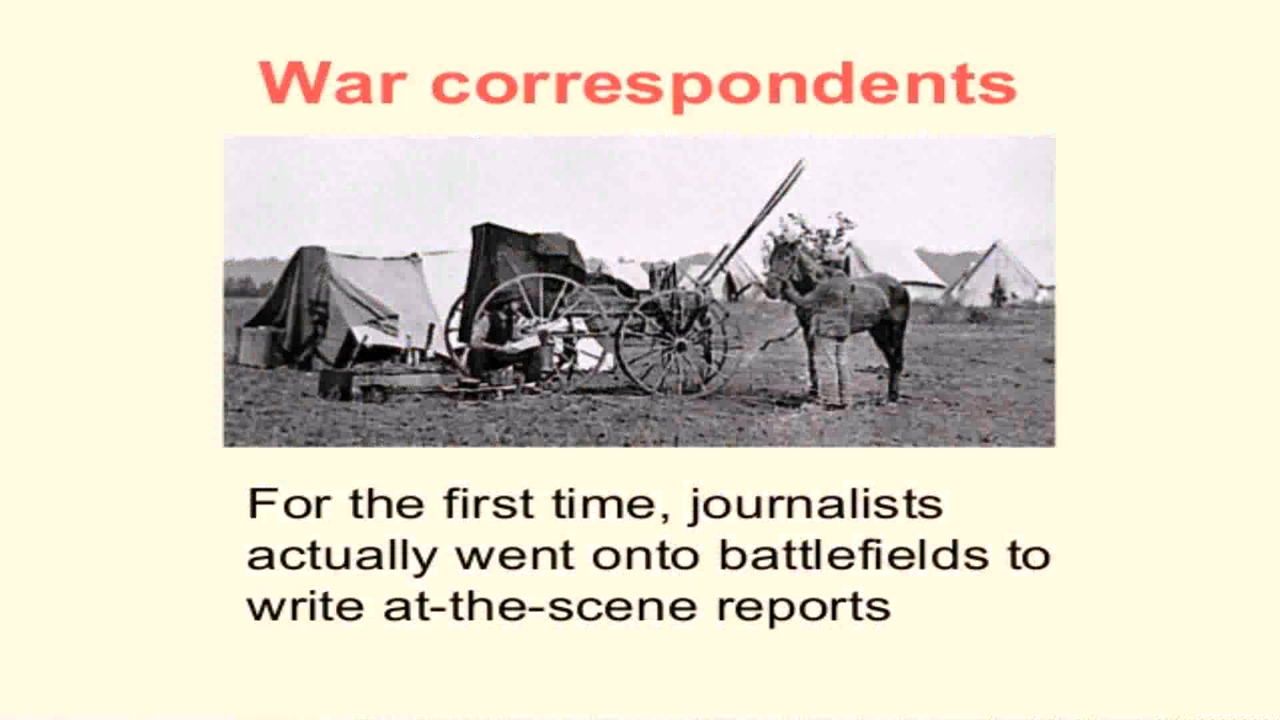 War correspondents
For the first time, journalists
actually went onto battlefields to
write at-the-scene reports